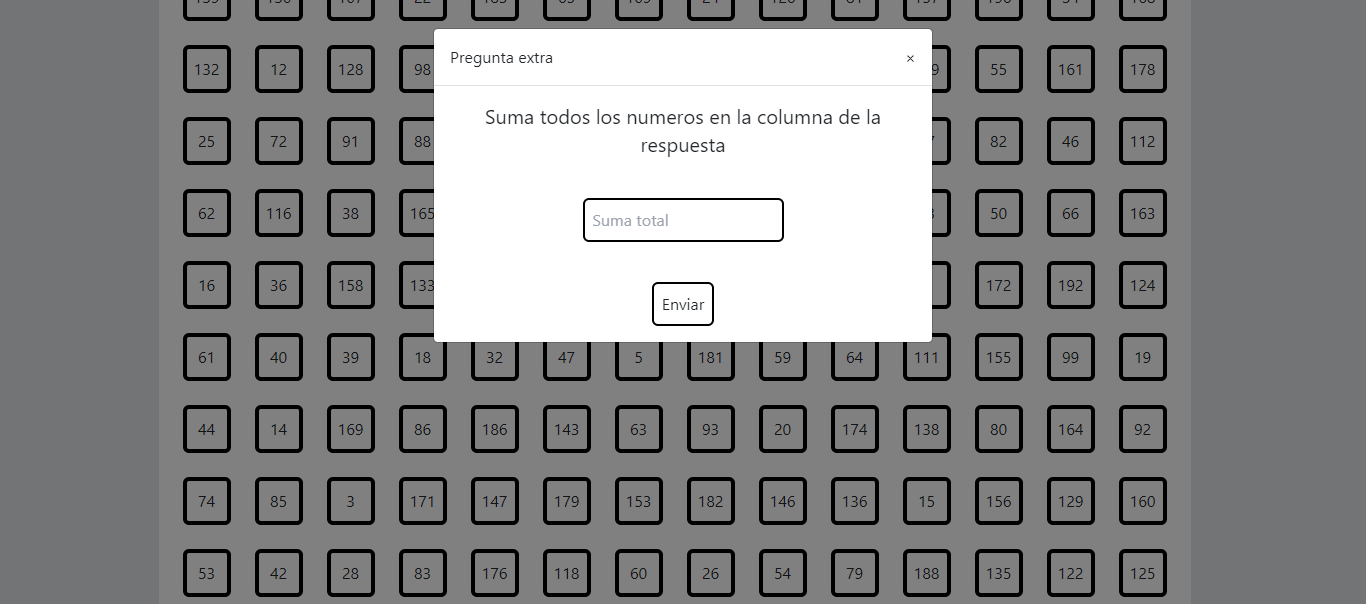 132 12 128 98 55 161 178
Pregunta extra ×
25 72 91 88 82 46 112
Suma todos los numeros en la columna de la
respuesta
62 116 38 165 50 66 163
Suma total
16 36 158 133 172 192 124
Enviar
61 40 39 18 32 47 5 181 59 64 111 155 99 19
44 14 169 86 186 143 63 93 20 174 138 80 164 92
74 85 3 171 147 179 153 182 146 136 15 156 129 160
53 42 28 83 176 118 60 26 54 79 188 135 122 125